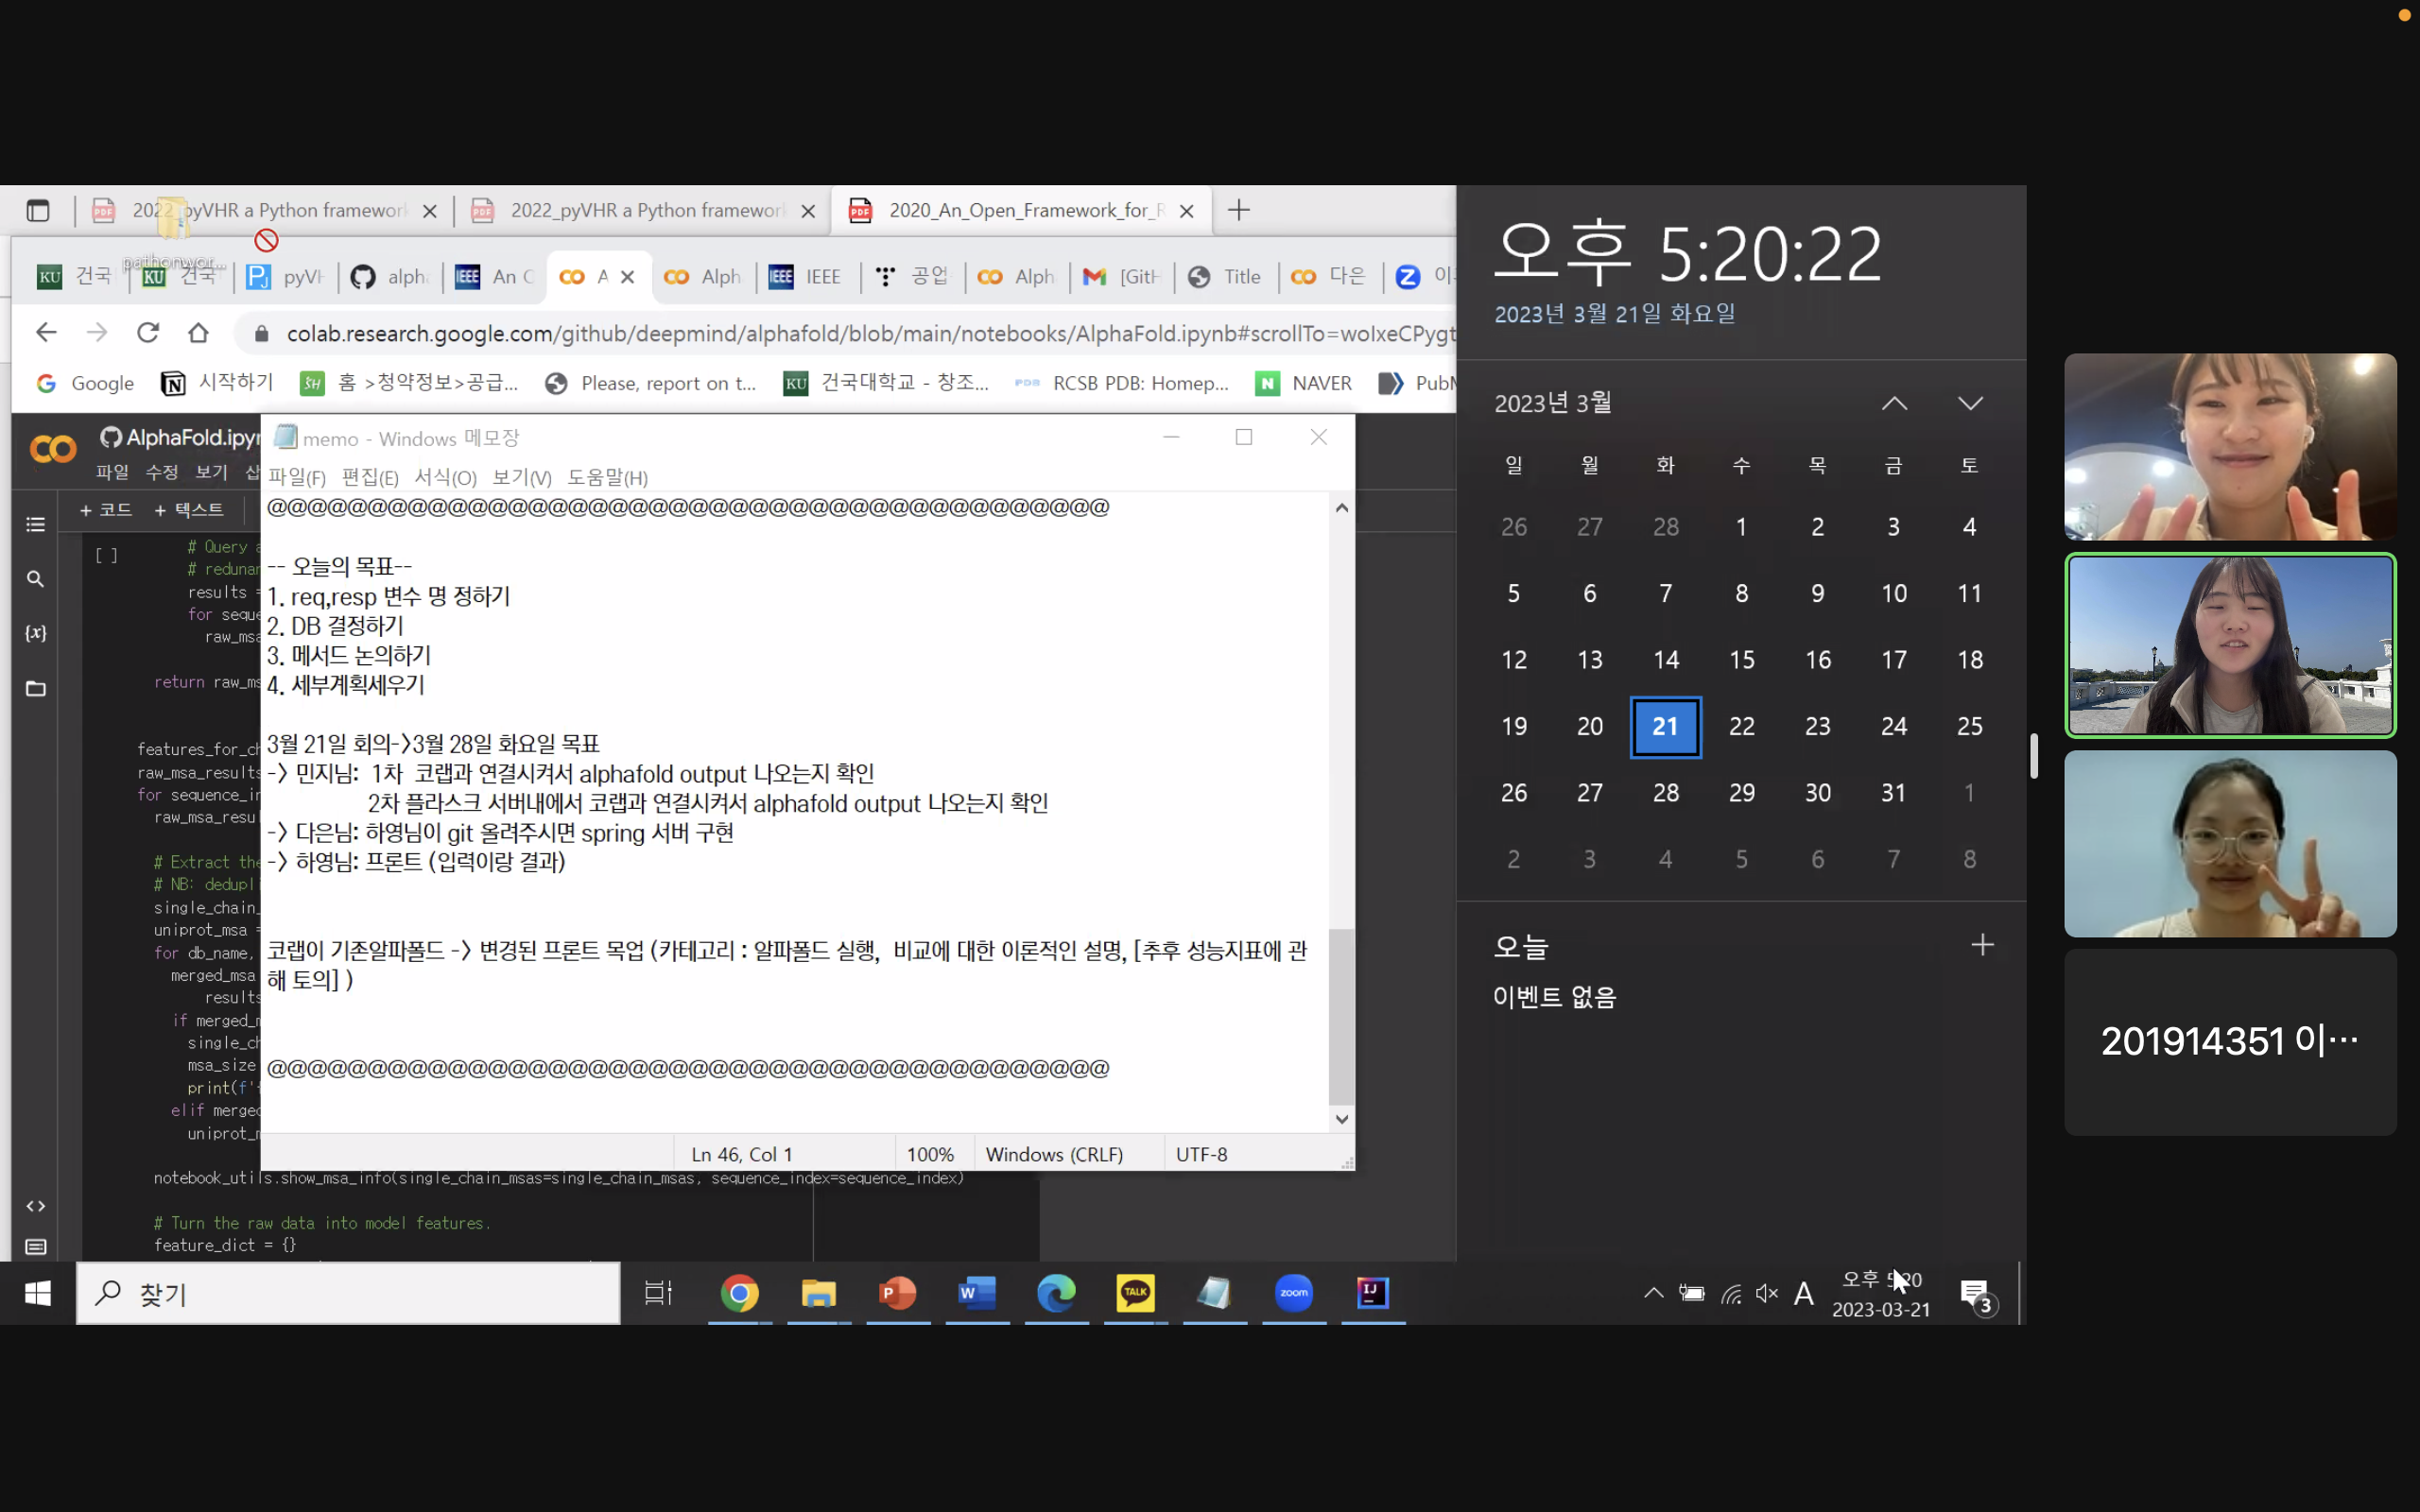 2022_pyVHR a Python framework
2022_pyVHR a Python framework
2020_An_Open_Framework_for_R
pathonwor...
건국
건국
pyVH
alpha
An O
A
Alph
IEEE
공업
Alph
[GitH
Title
다은
colab.research.google.com/github/deepmind/alphafold/blob/main/notebooks/AlphaFold.ipynb#scrollTo=woIxeCPygt
Google
시작하기
홈 >청약정보>공급...
Please, report on t...
건국대학교 - 창조...
RCSB PDB: Homep...
NAVER
PubM
AlphaFold.ipyn
파일 수정 보기 삽
+ 코드 + 텍스트
[ ]
# Query a
# redunan
results =
for seque
raw_msa
return raw_ms
features_for_ch
raw_msa_results
for sequence_in
raw_msa_resul
# Extract the
# NB: dedupli
single_chain_
uniprot_msa =
for db_name,
merged_msa
results
if merged_m
single_ch
msa_size
print(f'
elif merged
uniprot_m
notebook_utils.show_msa_info(single_chain_msas=single_chain_msas, sequence_index=sequence_index)
# Turn the raw data into model features.
feature_dict = {}
memo - Windows 메모장
파일(F) 편집(E) 서식(O) 보기(V) 도움말(H)
@@@@@@@@@@@@@@@@@@@@@@@@@@@@@@@@@@@@@@@@@@
-- 오늘의 목표--
1. req,resp 변수 명 정하기
2. DB 결정하기
3. 메서드 논의하기
4. 세부계획세우기
3월 21일 회의->3월 28일 화요일 목표
-> 민지님: 1차 코랩과 연결시켜서 alphafold output 나오는지 확인
2차 플라스크 서버내에서 코랩과 연결시켜서 alphafold output 나오는지 확인
-> 다은님: 하영님이 git 올려주시면 spring 서버 구현
-> 하영님: 프론트 (입력이랑 결과)
코랩이 기존알파폴드 -> 변경된 프론트 목업 (카테고리 : 알파폴드 실행, 비교에 대한 이론적인 설명, [추후 성능지표에 관
해 토의] )
@@@@@@@@@@@@@@@@@@@@@@@@@@@@@@@@@@@@@@@@@@
Ln 46, Col 1 100% Windows (CRLF) UTF-8
오후 5:20:22
2023년 3월 21일 화요일
2023년 3월
일 월 화 수 목 금 토
26 27 28 1 2 3 4
5 6 7 8 9 10 11
12 13 14 15 16 17 18
19 20 21 22 23 24 25
26 27 28 29 30 31 1
2 3 4 5 6 7 8
오늘
이벤트 없음
201914351 이…
찾기
A
오후 5:20
2023-03-21
3